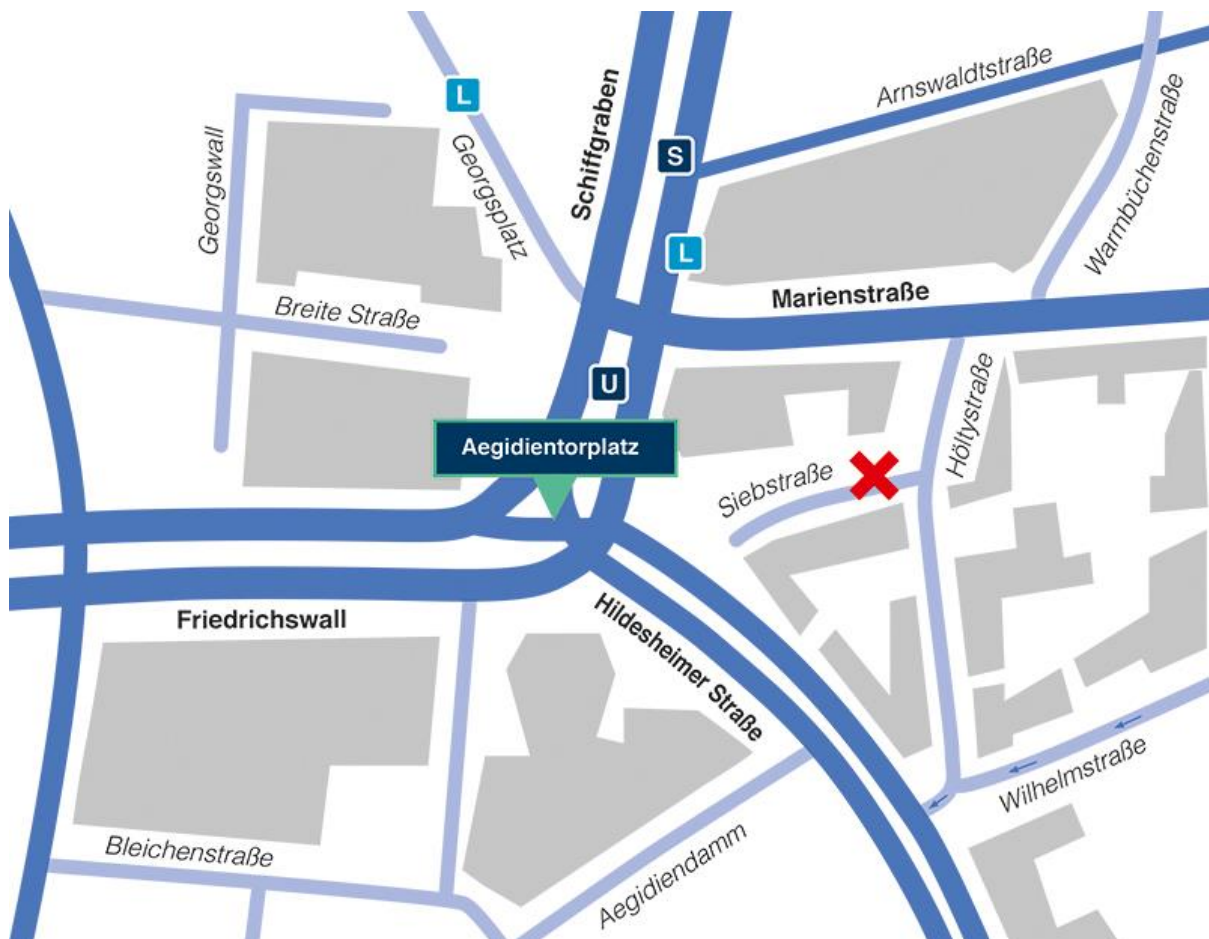 Arnswaldtstraße
L
Georgsplatz
Schiffgraben
S
Georgswall
Warmbüchenstraße
L
Marienstraße
Breite Straße
U
Höltystraße
Aegidientorplatz
Siebstraße
Friedrichswall
Hildesheimer Straße
Wilhelmstraße
Bleichenstraße
Aegidiendamm